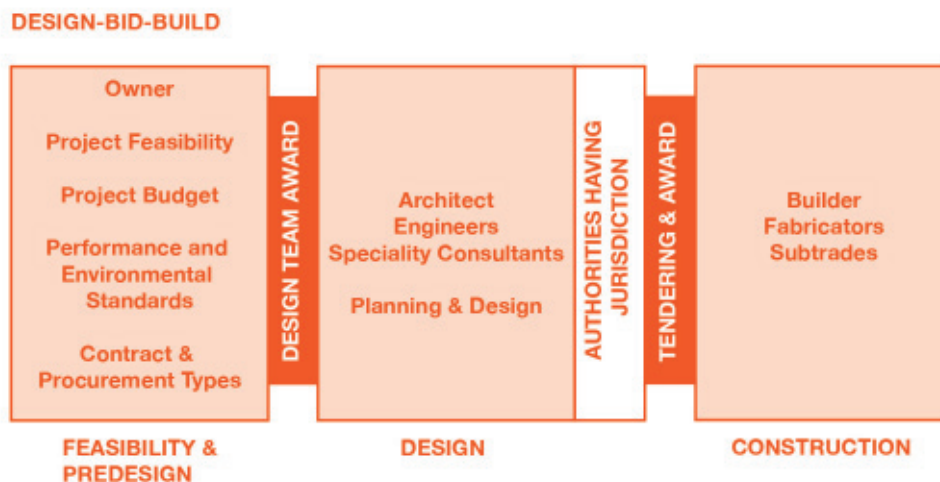 DESIGN-BID-BUILD
Owner
Project Feasibility
Project Budget
Performance and
Environmental
Standards
Contract &
Procurement Types
FEASIBILITY &
PREDESIGN
DESIGN TEAM AWARD
Architect
Engineers
Speciality Consultants
Planning & Design
DESIGN
AUTHORITIES HAVING
JURISDICTION
TENDERING & AWARD
Builder
Fabricators
Subtrades
CONSTRUCTION